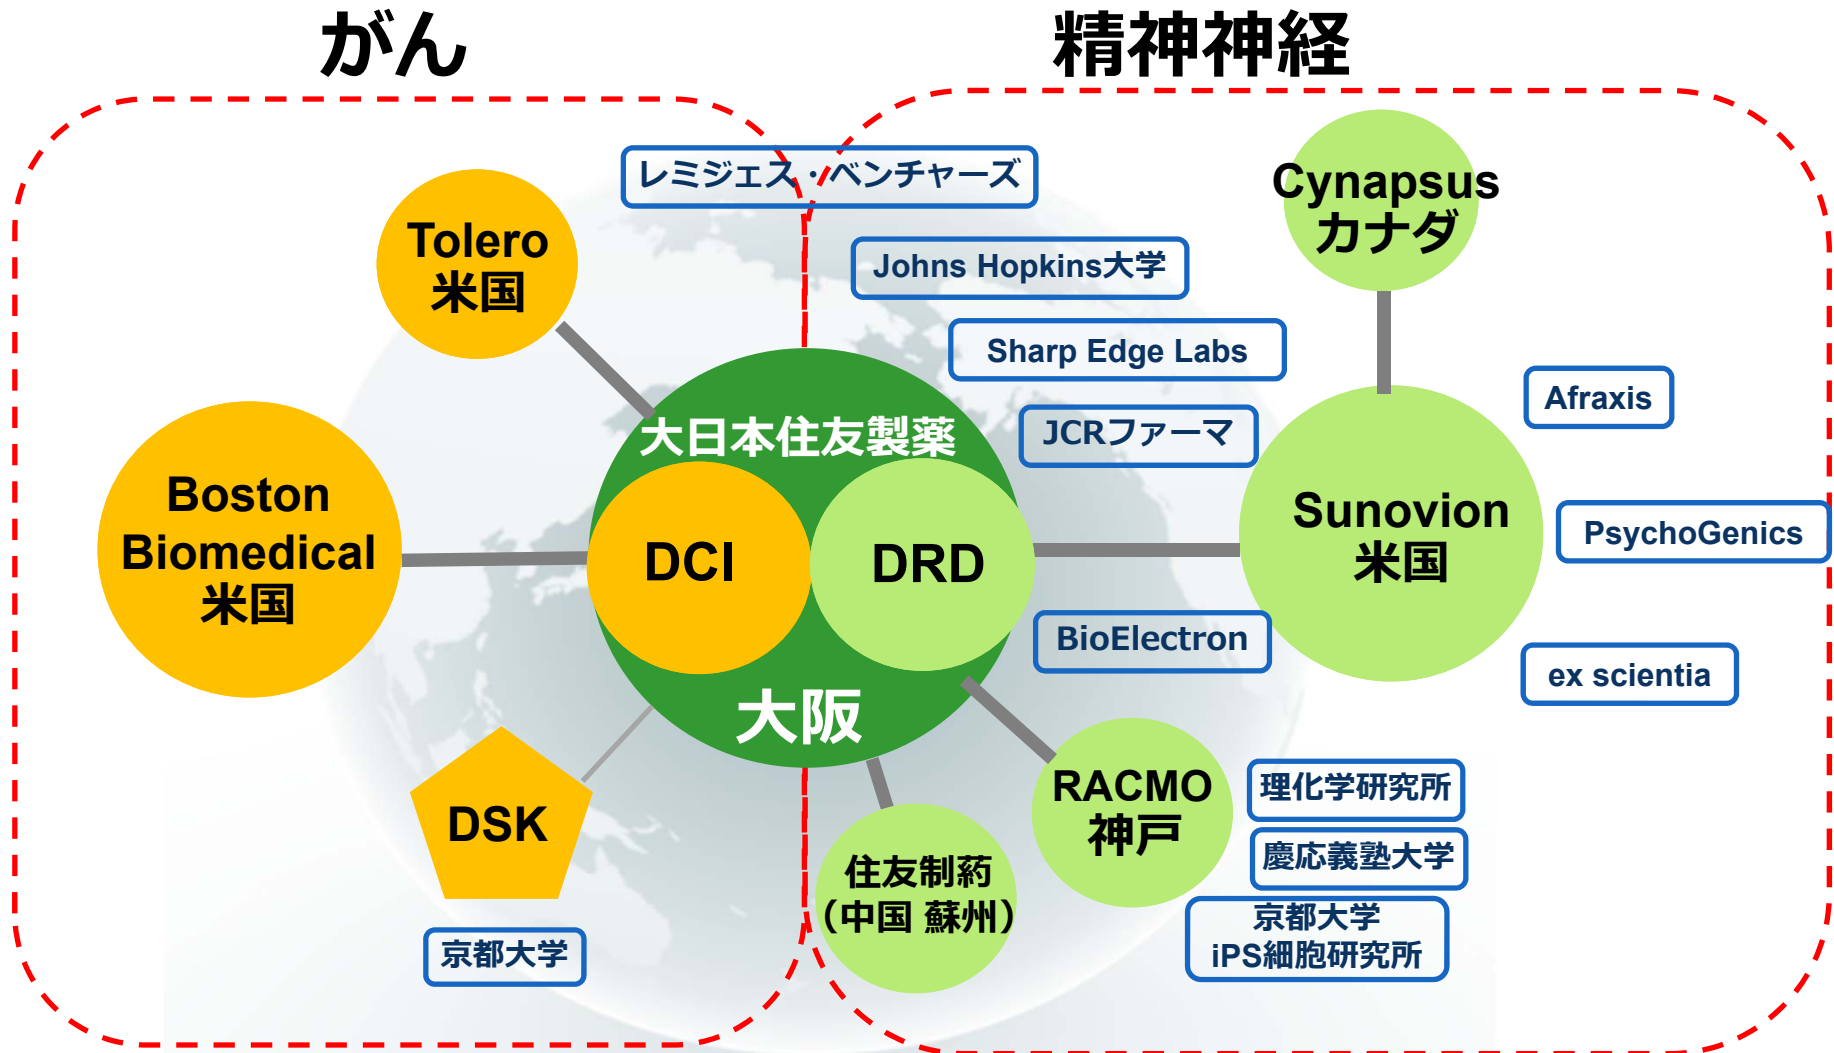 がん
精神神経
レミジェス・ベンチャーズ
Cynapsus
カナダ
Tolero
米国
Johns Hopkins大学
Sharp Edge Labs
Afraxis
大日本住友製薬
JCRファーマ
Boston
Biomedical
米国
DCI
DRD
Sunovion
米国
PsychoGenics
BioElectron
ex scientia
大阪
DSK
RACMO
神戸
理化学研究所
慶応義塾大学
住友制葯
（中国 蘇州）
京都大学
iPS細胞研究所
京都大学